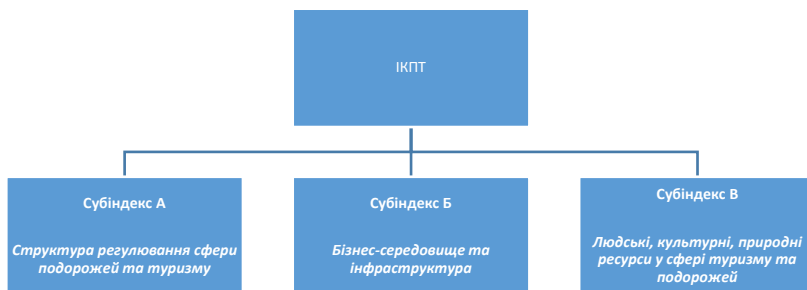 ІКПТ
Субіндекс А
Структура регулювання сфери
подорожей та туризму
Субіндекс Б
Бізнес-середовище та
інфраструктура
Субіндекс В
Людські, культурні, природні
ресурси у сфері туризму та
подорожей